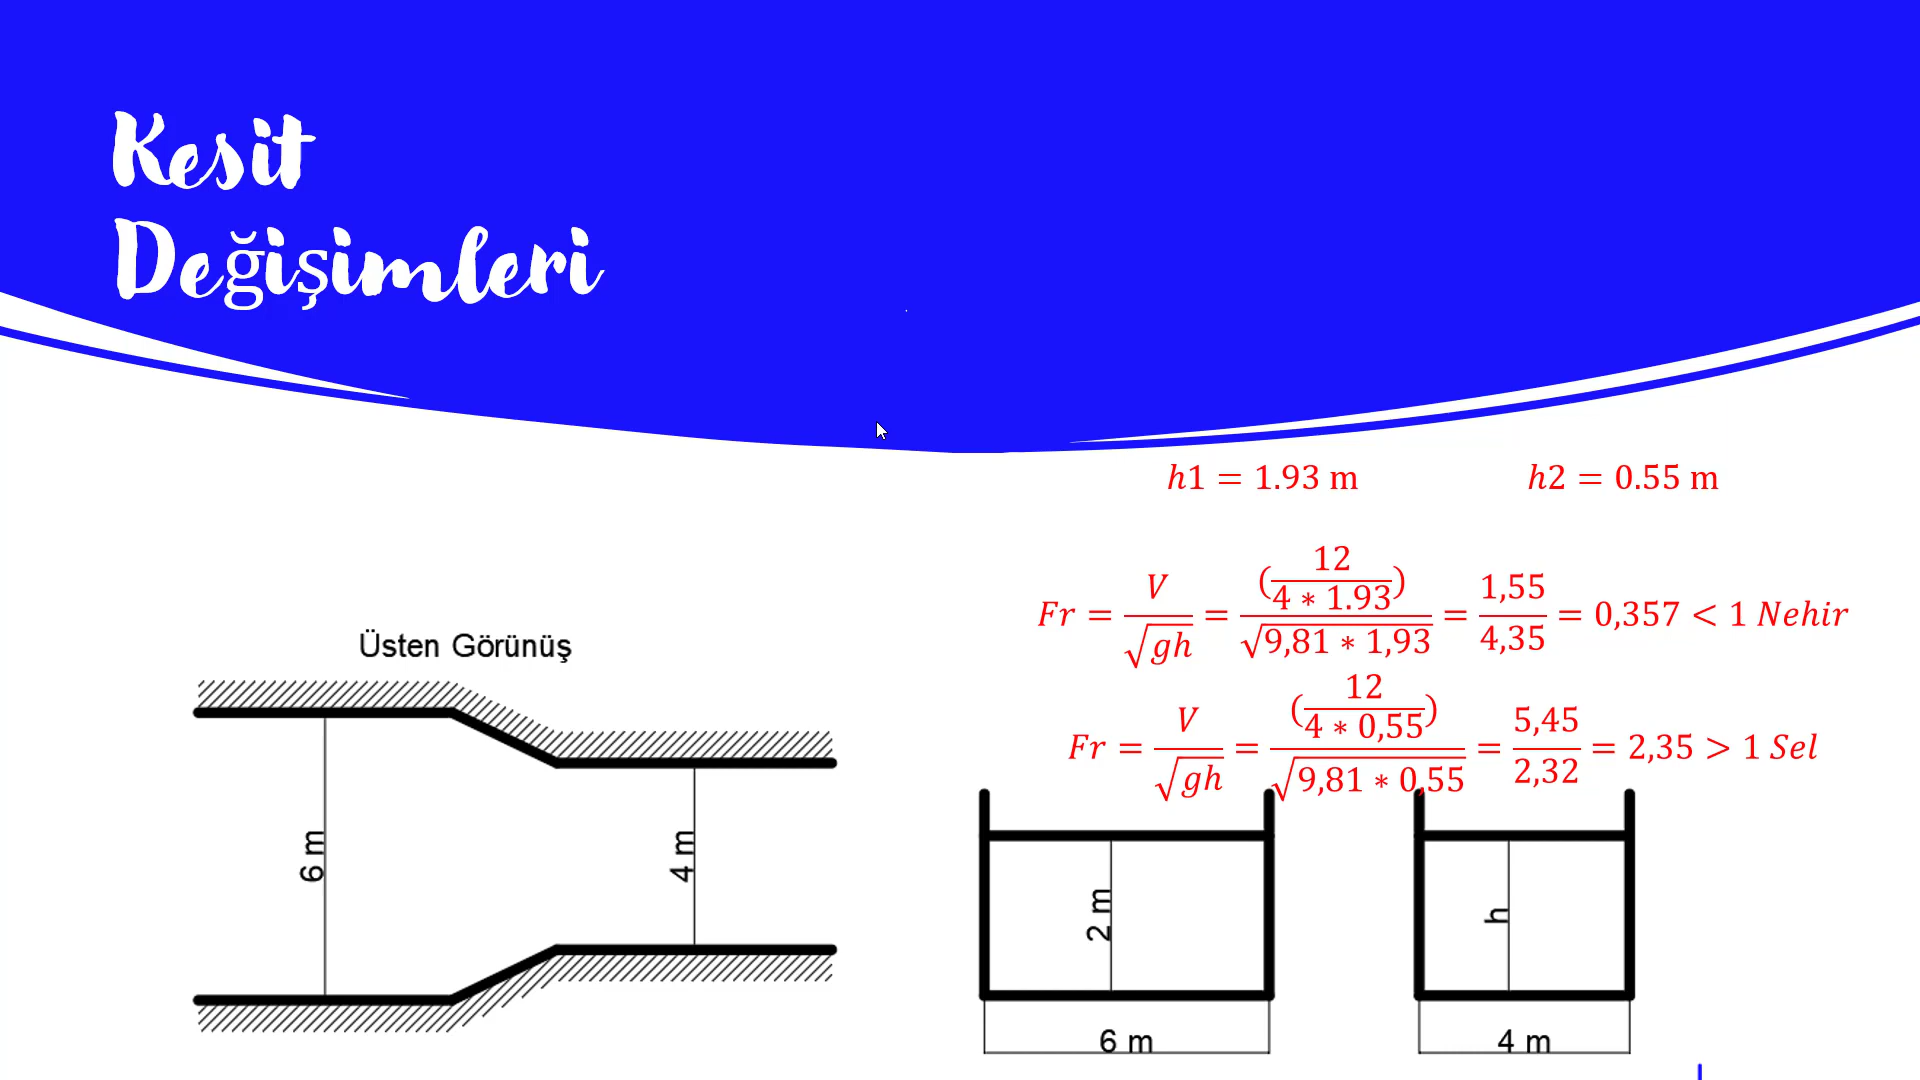 Kesit
Değişimleri
h1 = 1.93 m
h2 = 0.55 m
Fr = V/√gh = (12/(4 ∗ 1.93))/√(9,81 ∗ 1,93) = 1,55/4,35 = 0,357 < 1 Nehir
Fr = V/√gh = (12/(4 ∗ 0,55))/√(9,81 ∗ 0,55) = 5,45/2,32 = 2,35 > 1 Sel
Üsten Görünüş
6 m
4 m
2 m
h
6 m
4 m